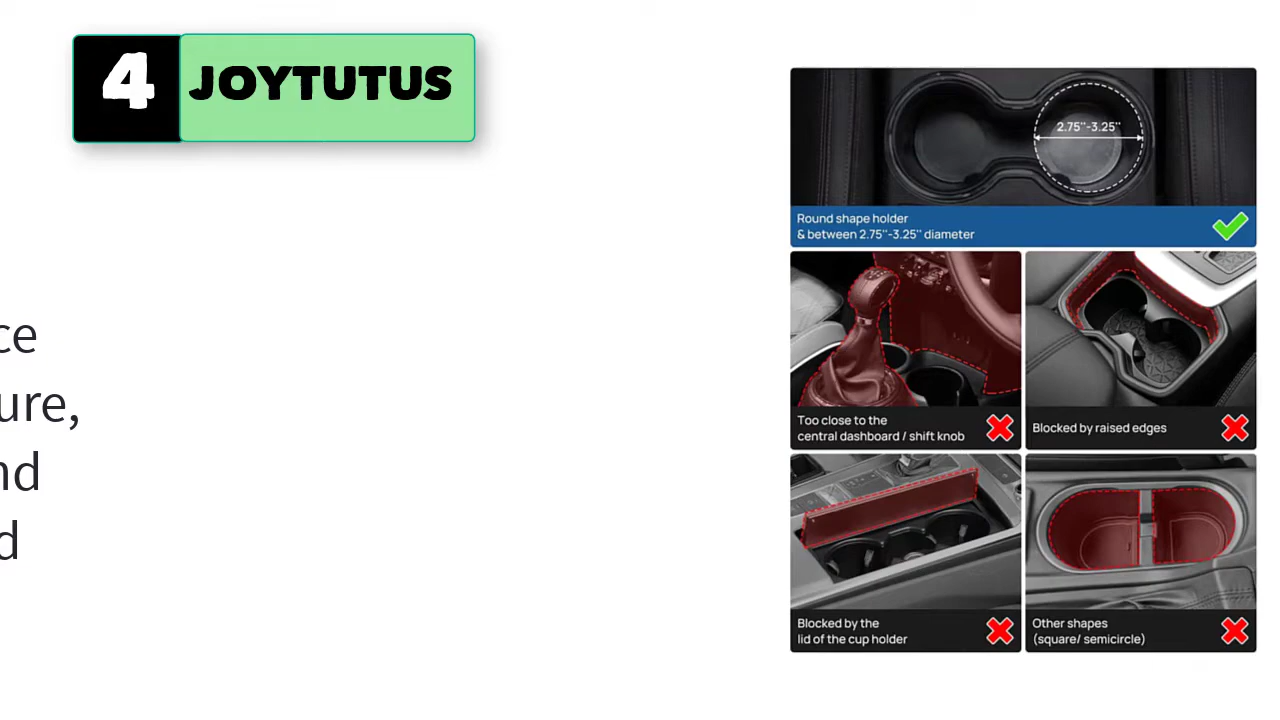 4 JOYTUTUS
ce
ure,
nd
d
2.75"-3.25"
Round shape holder
& between 2.75"-3.25" diameter
Too close to the
central dashboard / shift knob
Blocked by raised edges
Blocked by the
lid of the cup holder
Other shapes
(square/ semicircle)